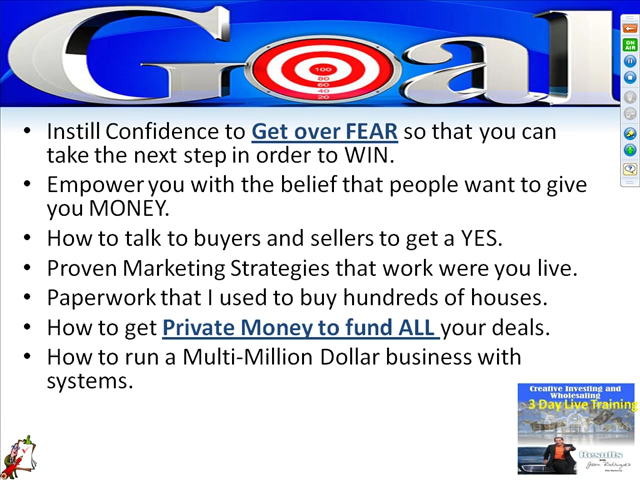 Goal
100
80
60
40
20
ON
AIR
• Instill Confidence to Get over FEAR so that you can
take the next step in order to WIN.
• Empower you with the belief that people want to give
you MONEY.
• How to talk to buyers and sellers to get a YES.
• Proven Marketing Strategies that work were you live.
• Paperwork that I used to buy hundreds of houses.
• How to get Private Money to fund ALL your deals.
• How to run a Multi-Million Dollar business with
systems.
Creative Investing and
Wholesaling
3 Day Live Training
Results